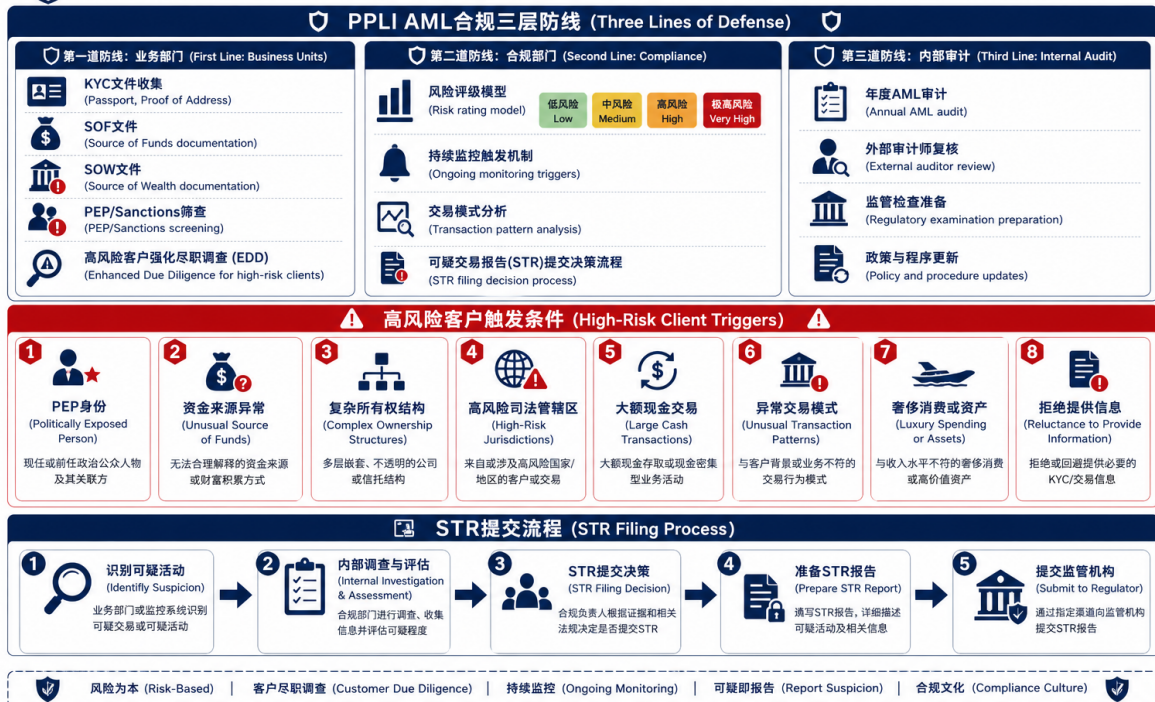 PPLI AML合规三层防线 (Three Lines of Defense)
第一道防线：业务部门 (First Line: Business Units)
KYC文件收集
(Passport, Proof of Address)
$
SOF文件
(Source of Funds documentation)
SOW文件
(Source of Wealth documentation)
PEP/Sanctions筛查
(PEP/Sanctions screening)
高风险客户强化尽职调查 (EDD)
(Enhanced Due Diligence for high-risk clients)
第二道防线：合规部门 (Second Line: Compliance)
风险评级模型
(Risk rating model)
低风险
Low
中风险
Medium
高风险
High
极高风险
Very High
持续监控触发机制
(Ongoing monitoring triggers)
交易模式分析
(Transaction pattern analysis)
可疑交易报告(STR)提交决策流程
(STR filing decision process)
第三道防线：内部审计 (Third Line: Internal Audit)
年度AML审计
(Annual AML audit)
外部审计师复核
(External auditor review)
监管检查准备
(Regulatory examination preparation)
政策与程序更新
(Policy and procedure updates)
高风险客户触发条件 (High-Risk Client Triggers)
1
PEP身份
(Politically Exposed
Person)
现任或前任政治公众人物
及其关联方
2
$
?
资金来源异常
(Unusual Source
of Funds)
无法合理解释的资金来源
或财富积累方式
3
复杂所有权结构
(Complex Ownership
Structures)
多层嵌套、不透明的公司
或信托结构
4
高风险司法管辖区
(High-Risk
Jurisdictions)
来自或涉及高风险国家/
地区的客户或交易
5
$
大额现金交易
(Large Cash
Transactions)
大额现金存取或现金密集
型业务活动
6
异常交易模式
(Unusual Transaction
Patterns)
与客户背景或业务不符的
交易行为模式
7
奢侈消费或资产
(Luxury Spending
or Assets)
与收入水平不符的奢侈消费
或高价值资产
8
拒绝提供信息
(Reluctance to Provide
Information)
拒绝或回避提供必要的
KYC/交易信息
STR提交流程 (STR Filing Process)
1
识别可疑活动
(Identifly Suspicion)
业务部门或监控系统识别
可疑交易或可疑活动
2
内部调查与评估
(Internal Investigation
& Assessment)
合规部门进行调查、收集
信息并评估可疑程度
3
STR提交决策
(STR Filing Decision)
合规负责人根据证据和相关
法规决定是否提交STR
4
准备STR报告
(Prepare STR Report)
填写STR报告，详细描述
可疑活动及相关信息
5
提交监管机构
(Submit to Regulator)
通过指定渠道向监管机构
提交STR报告
风险为本 (Risk-Based) | 客户尽职调查 (Customer Due Diligence) | 持续监控 (Ongoing Monitoring) | 可疑即报告 (Report Suspicion) | 合规文化 (Compliance Culture)